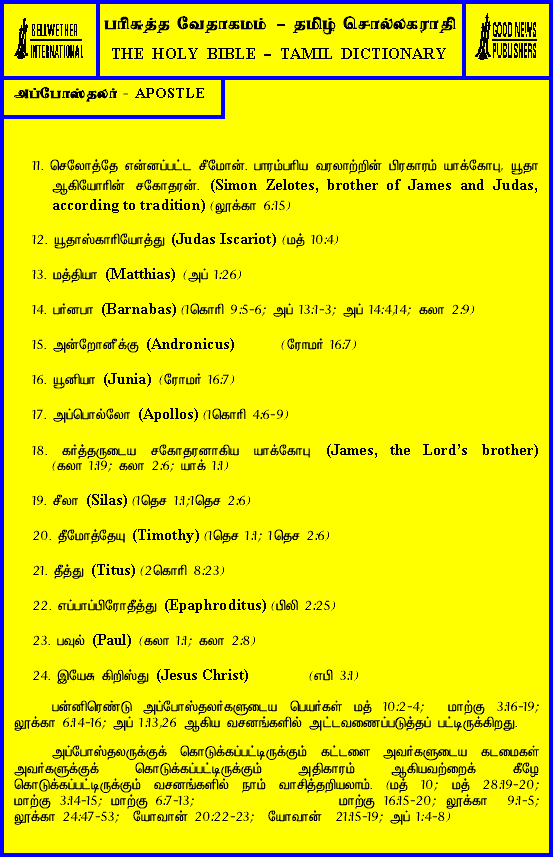 BELLWETHER
INTERNATIONAL
பரிசுத்த வேதாகமம் – தமிழ் சொல்லகராதி
THE HOLY BIBLE – TAMIL DICTIONARY
GOOD NEWS
PUBLISHERS
அப்போஸ்தலர் - APOSTLE
11. செலோத்தே என்னப்பட்ட சீமோன். பாரம்பரிய வரலாற்றின் பிரகாரம் யாக்கோபு, யூதா
ஆகியோரின் சகோதரன். (Simon Zelotes, brother of James and Judas,
according to tradition) (லூக்கா 6:15)
12. யூதாஸ்காரியோத்து (Judas Iscariot) (மத் 10:4)
13. மத்தியா (Matthias) (அப் 1:26)
14. பர்னபா (Barnabas) (1கொரி 9:5-6; அப் 13:1-3; அப் 14:4,14; கலா 2:9)
15. அன்றோனீக்கு (Andronicus) (ரோமர் 16:7)
16. யூனியா (Junia) (ரோமர் 16:7)
17. அப்பொல்லோ (Apollos) (1கொரி 4:6-9)
18. கர்த்தருடைய சகோதரனாகிய யாக்கோபு (James, the Lord's brother)
(கலா 1:19; கலா 2:6; யாக் 1:1)
19. சீலா (Silas) (1தெச 1:1;1தெச 2:6)
20. தீமோத்தேயு (Timothy) (1தெச 1:1; 1தெச 2:6)
21. தீத்து (Titus) (2கொரி 8:23)
22. எப்பாப்பிரோதீத்து (Epaphroditus) (பிலி 2:25)
23. பவுல் (Paul) (கலா 1:1; கலா 2:8)
24. இயேசு கிறிஸ்து (Jesus Christ) (எபி 3:1)
பன்னிரெண்டு அப்போஸ்தலர்களுடைய பெயர்கள் மத் 10:2-4; மாற்கு 3:16-19;
லூக்கா 6:14-16; அப் 1:13,26 ஆகிய வசனங்களில் அட்டவணைப்படுத்தப் பட்டிருக்கிறது.
அப்போஸ்தலருக்குக் கொடுக்கப்பட்டிருக்கும் கட்டளை அவர்களுடைய கடமைகள்
அவர்களுக்குக் கொடுக்கப்பட்டிருக்கும் அதிகாரம் ஆகியவற்றைக் கீழே
கொடுக்கப்பட்டிருக்கும் வசனங்களில் நாம் வாசித்தறியலாம். (மத் 10; மத் 28:19-20;
மாற்கு 3:14-15; மாற்கு 6:7-13; மாற்கு 16:15-20; லூக்கா 9:1-5;
லூக்கா 24:47-53; யோவான் 20:22-23; யோவான் 21:15-19; அப் 1:4-8)